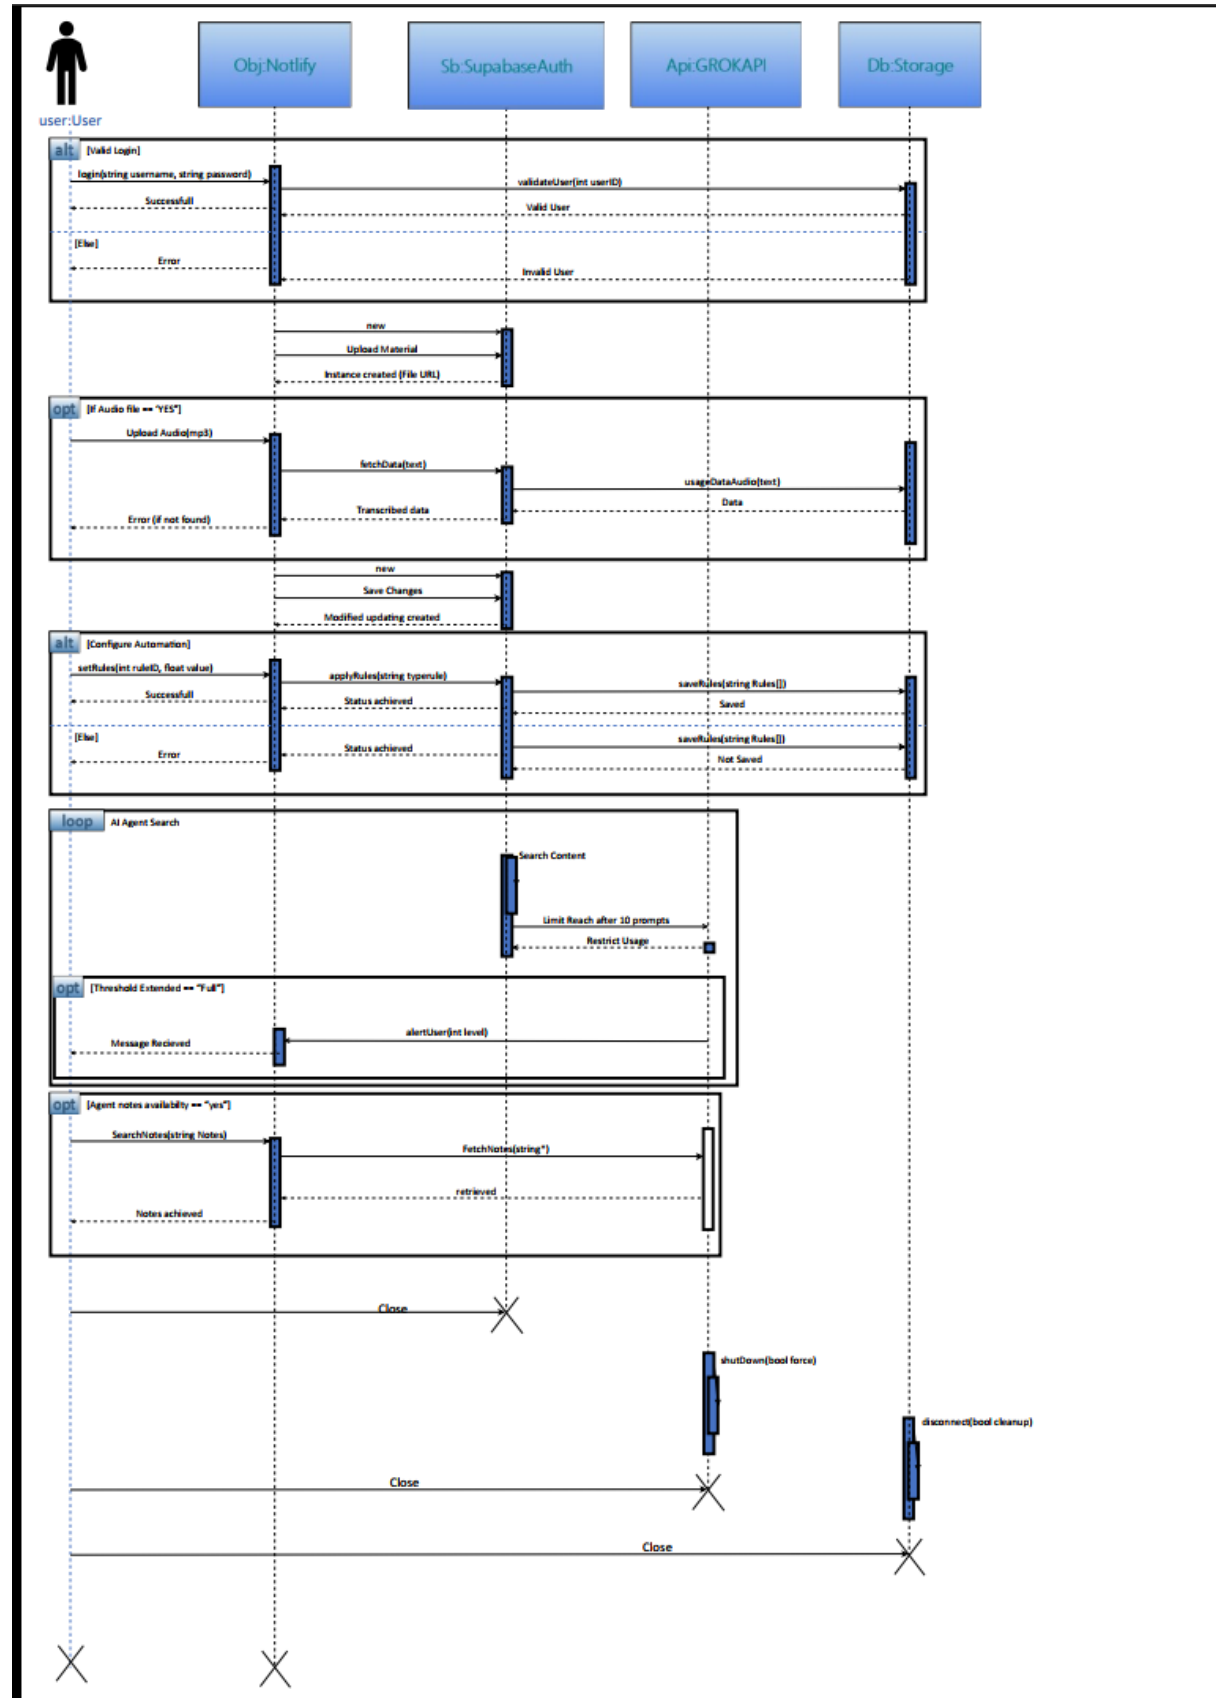 Obj:Notlify
Sb:SupabaseAuth
Api:GROKAPI
Db:Storage
user:User
alt [Valid Login]
login(string username, string password)
validateUser(int userID)
Successfull
Valid User
[Else]
Error
Invalid User
new
Upload Material
Instance created (File URL)
opt [If Audio file == "YES"]
Upload Audio(mp3)
fetchData(text)
usageDataAudio(text)
Data
Transcribed data
Error (if not found)
new
Save Changes
Modified updating created
alt [Configure Automation]
setRules(int ruleID, float value)
applyRules(string typerule)
saveRules(string Rules[])
Successfull
Status achieved
Saved
[Else]
saveRules(string Rules[])
Status achieved
Error
Not Saved
loop AI Agent Search
Search Content
Limit Reach after 10 prompts
Restrict Usage
opt [Threshold Extended == "Full"]
alertUser(int level)
Message Recieved
opt [Agent notes availabilty == "yes"]
SearchNotes(string Notes)
FetchNotes(string*)
retrieved
Notes achieved
Close
shutDown(bool force)
disconnect(bool cleanup)
Close
Close